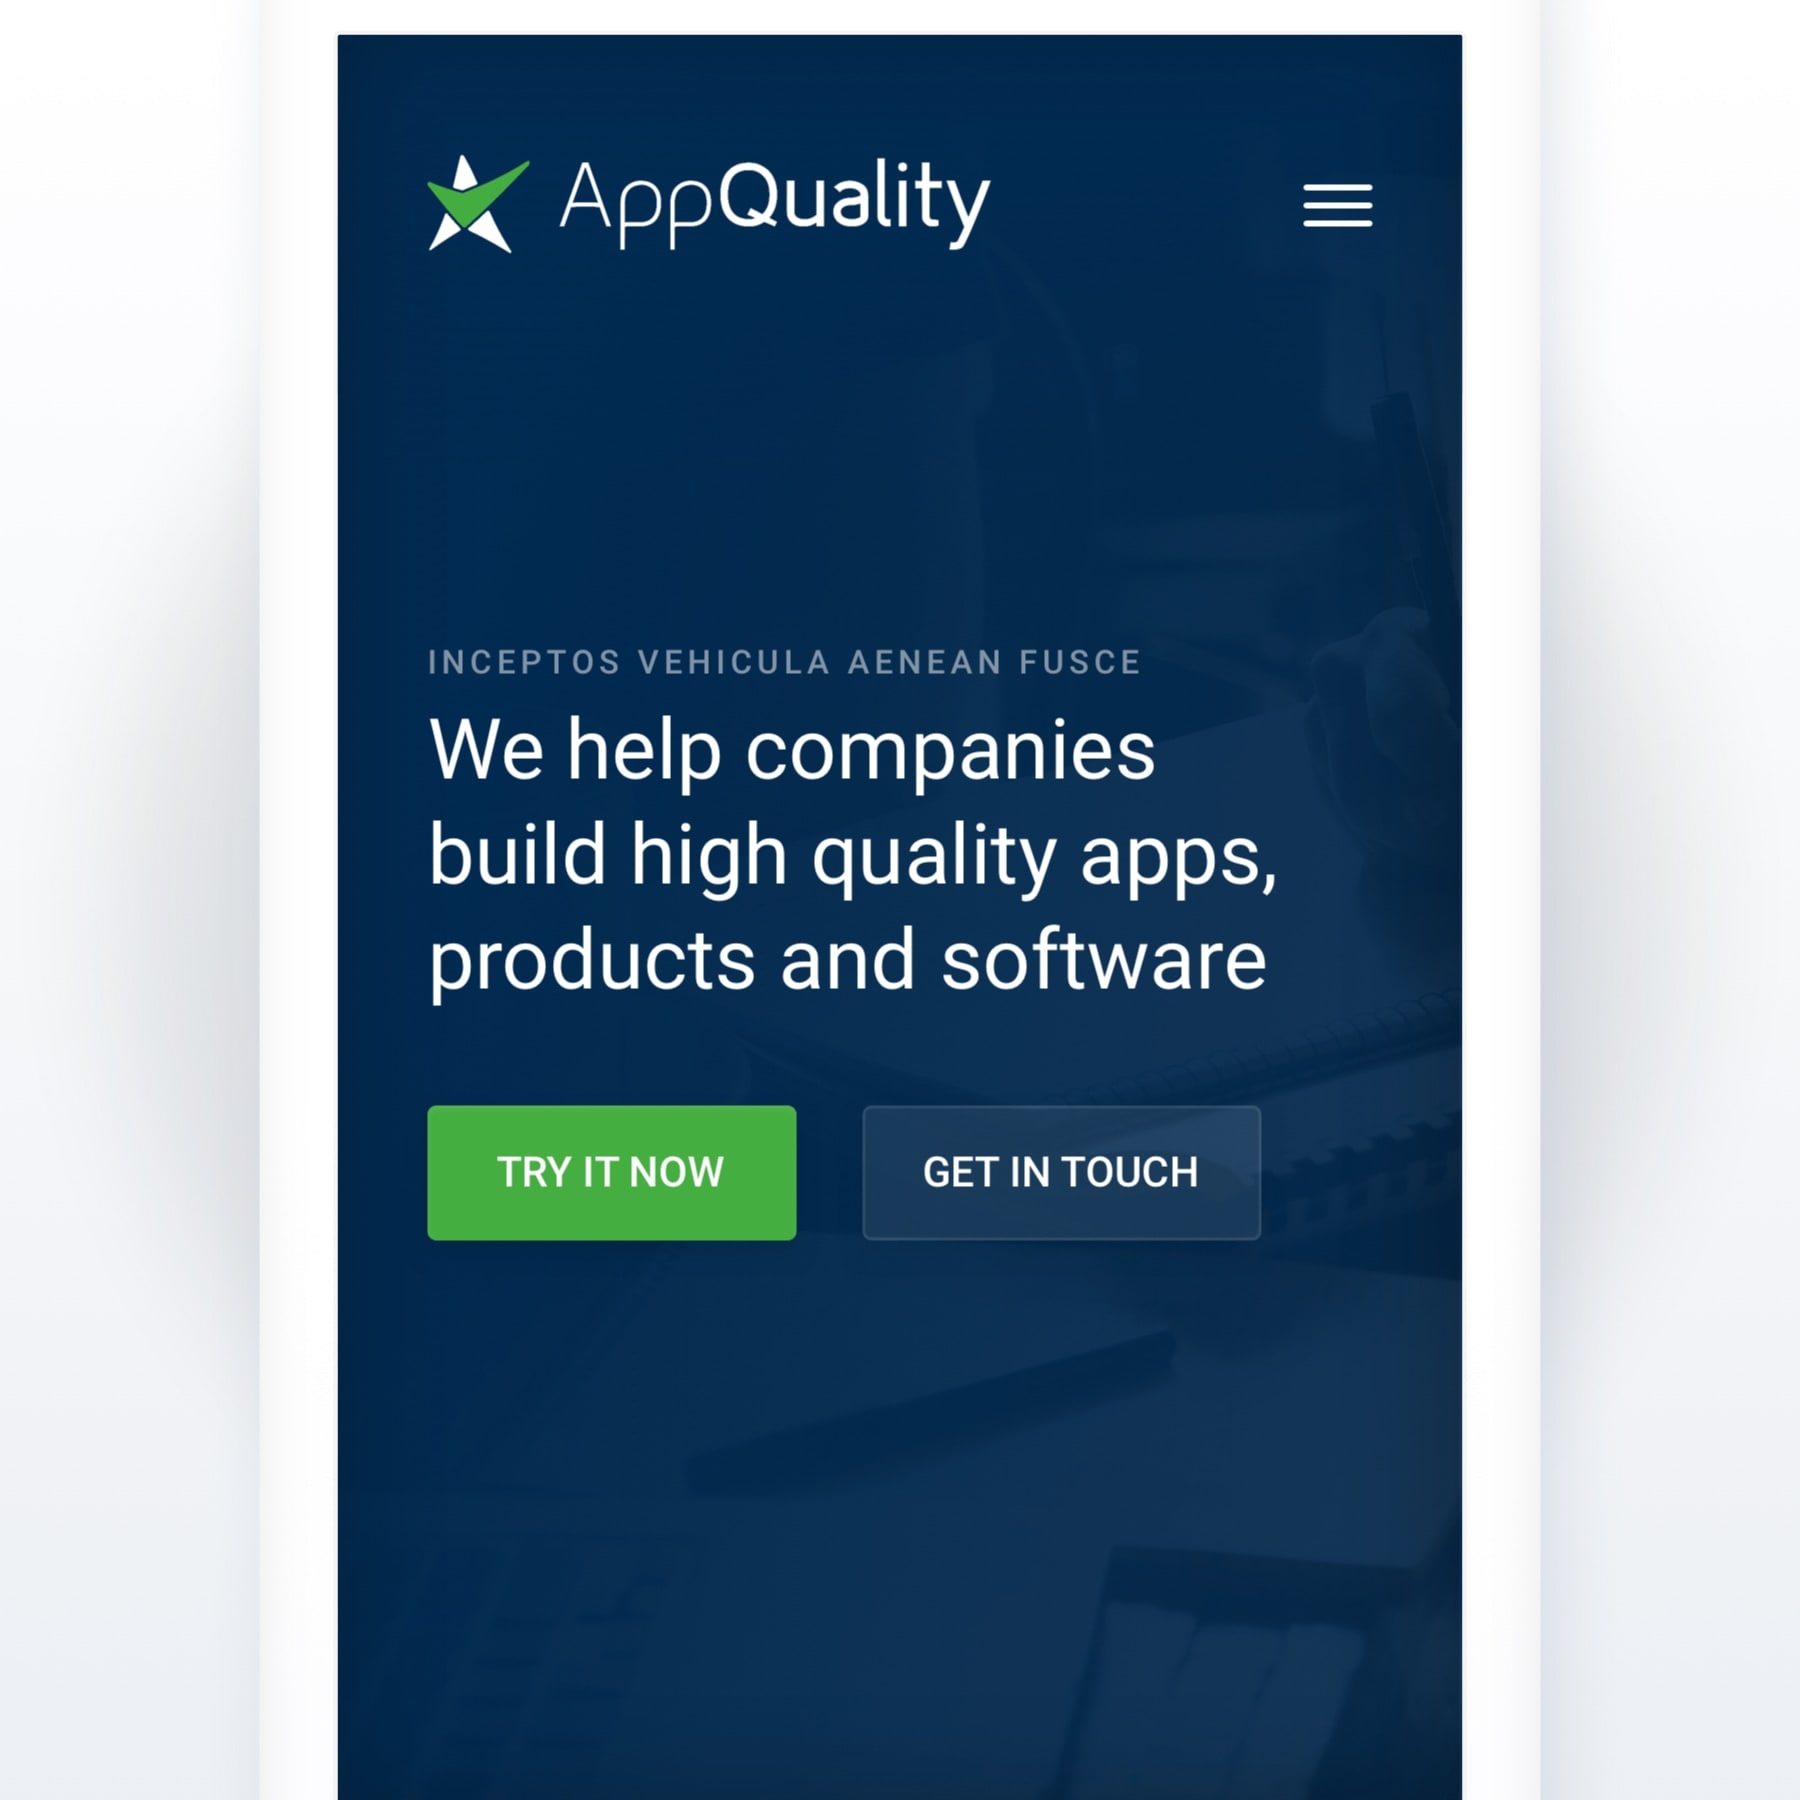 AppQuality
INCEPTOS VEHICULA AENEAN FUSCE
We help companies
build high quality apps,
products and software
TRY IT NOW
GET IN TOUCH